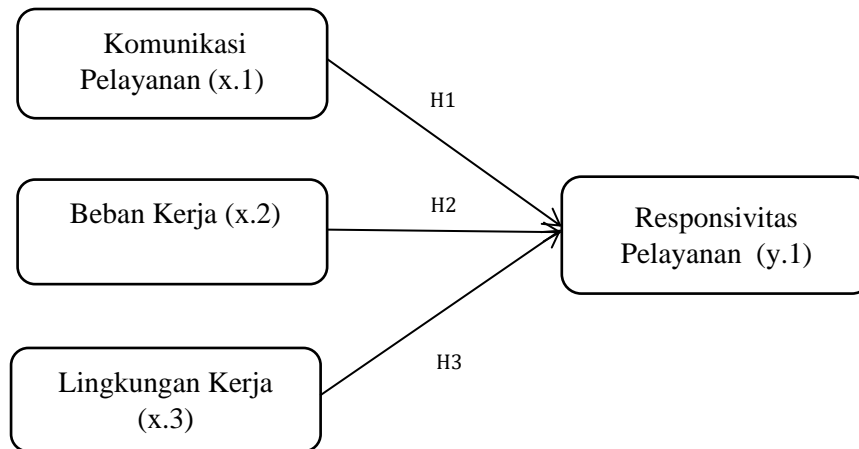 Komunikasi
Pelayanan (x.1)
H1
Beban Kerja (x.2)
H2
Responsivitas
Pelayanan (y.1)
H3
Lingkungan Kerja
(x.3)